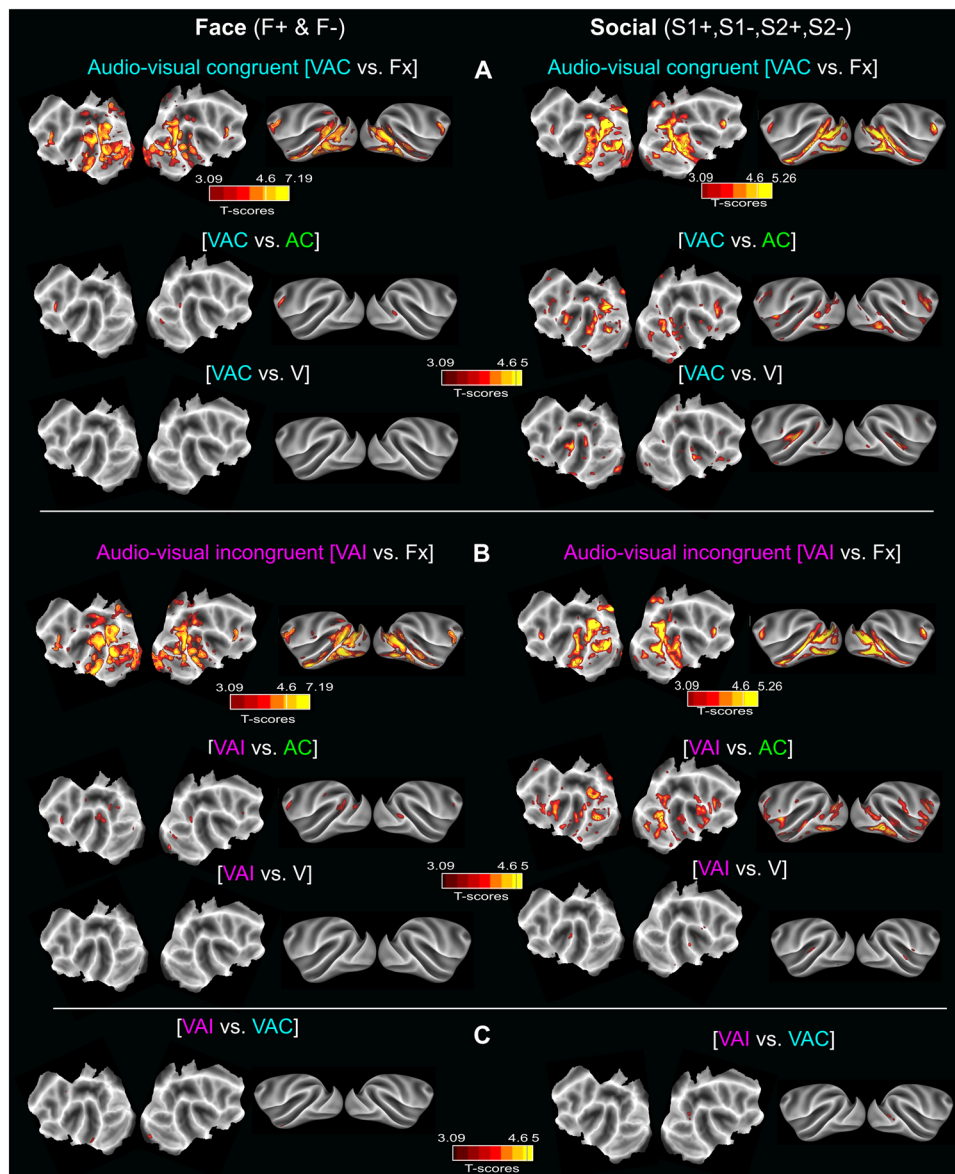 Face (F+ & F-) Social (S1+,S1-,S2+,S2-)
Audio-visual congruent [VAC vs. Fx] A Audio-visual congruent [VAC vs. Fx]
3.09 4.6 7.19
T-scores
3.09 4.6 5.26
T-scores
[VAC vs. AC] [VAC vs. AC]
3.09 4.6 5
T-scores
[VAC vs. V] [VAC vs. V]
Audio-visual incongruent [VAI vs. Fx] B Audio-visual incongruent [VAI vs. Fx]
3.09 4.6 7.19
T-scores
3.09 4.6 5.26
T-scores
[VAI vs. AC] [VAI vs. AC]
3.09 4.6 5
T-scores
[VAI vs. V] [VAI vs. V]
[VAI vs. VAC] C [VAI vs. VAC]
3.09 4.6 5
T-scores